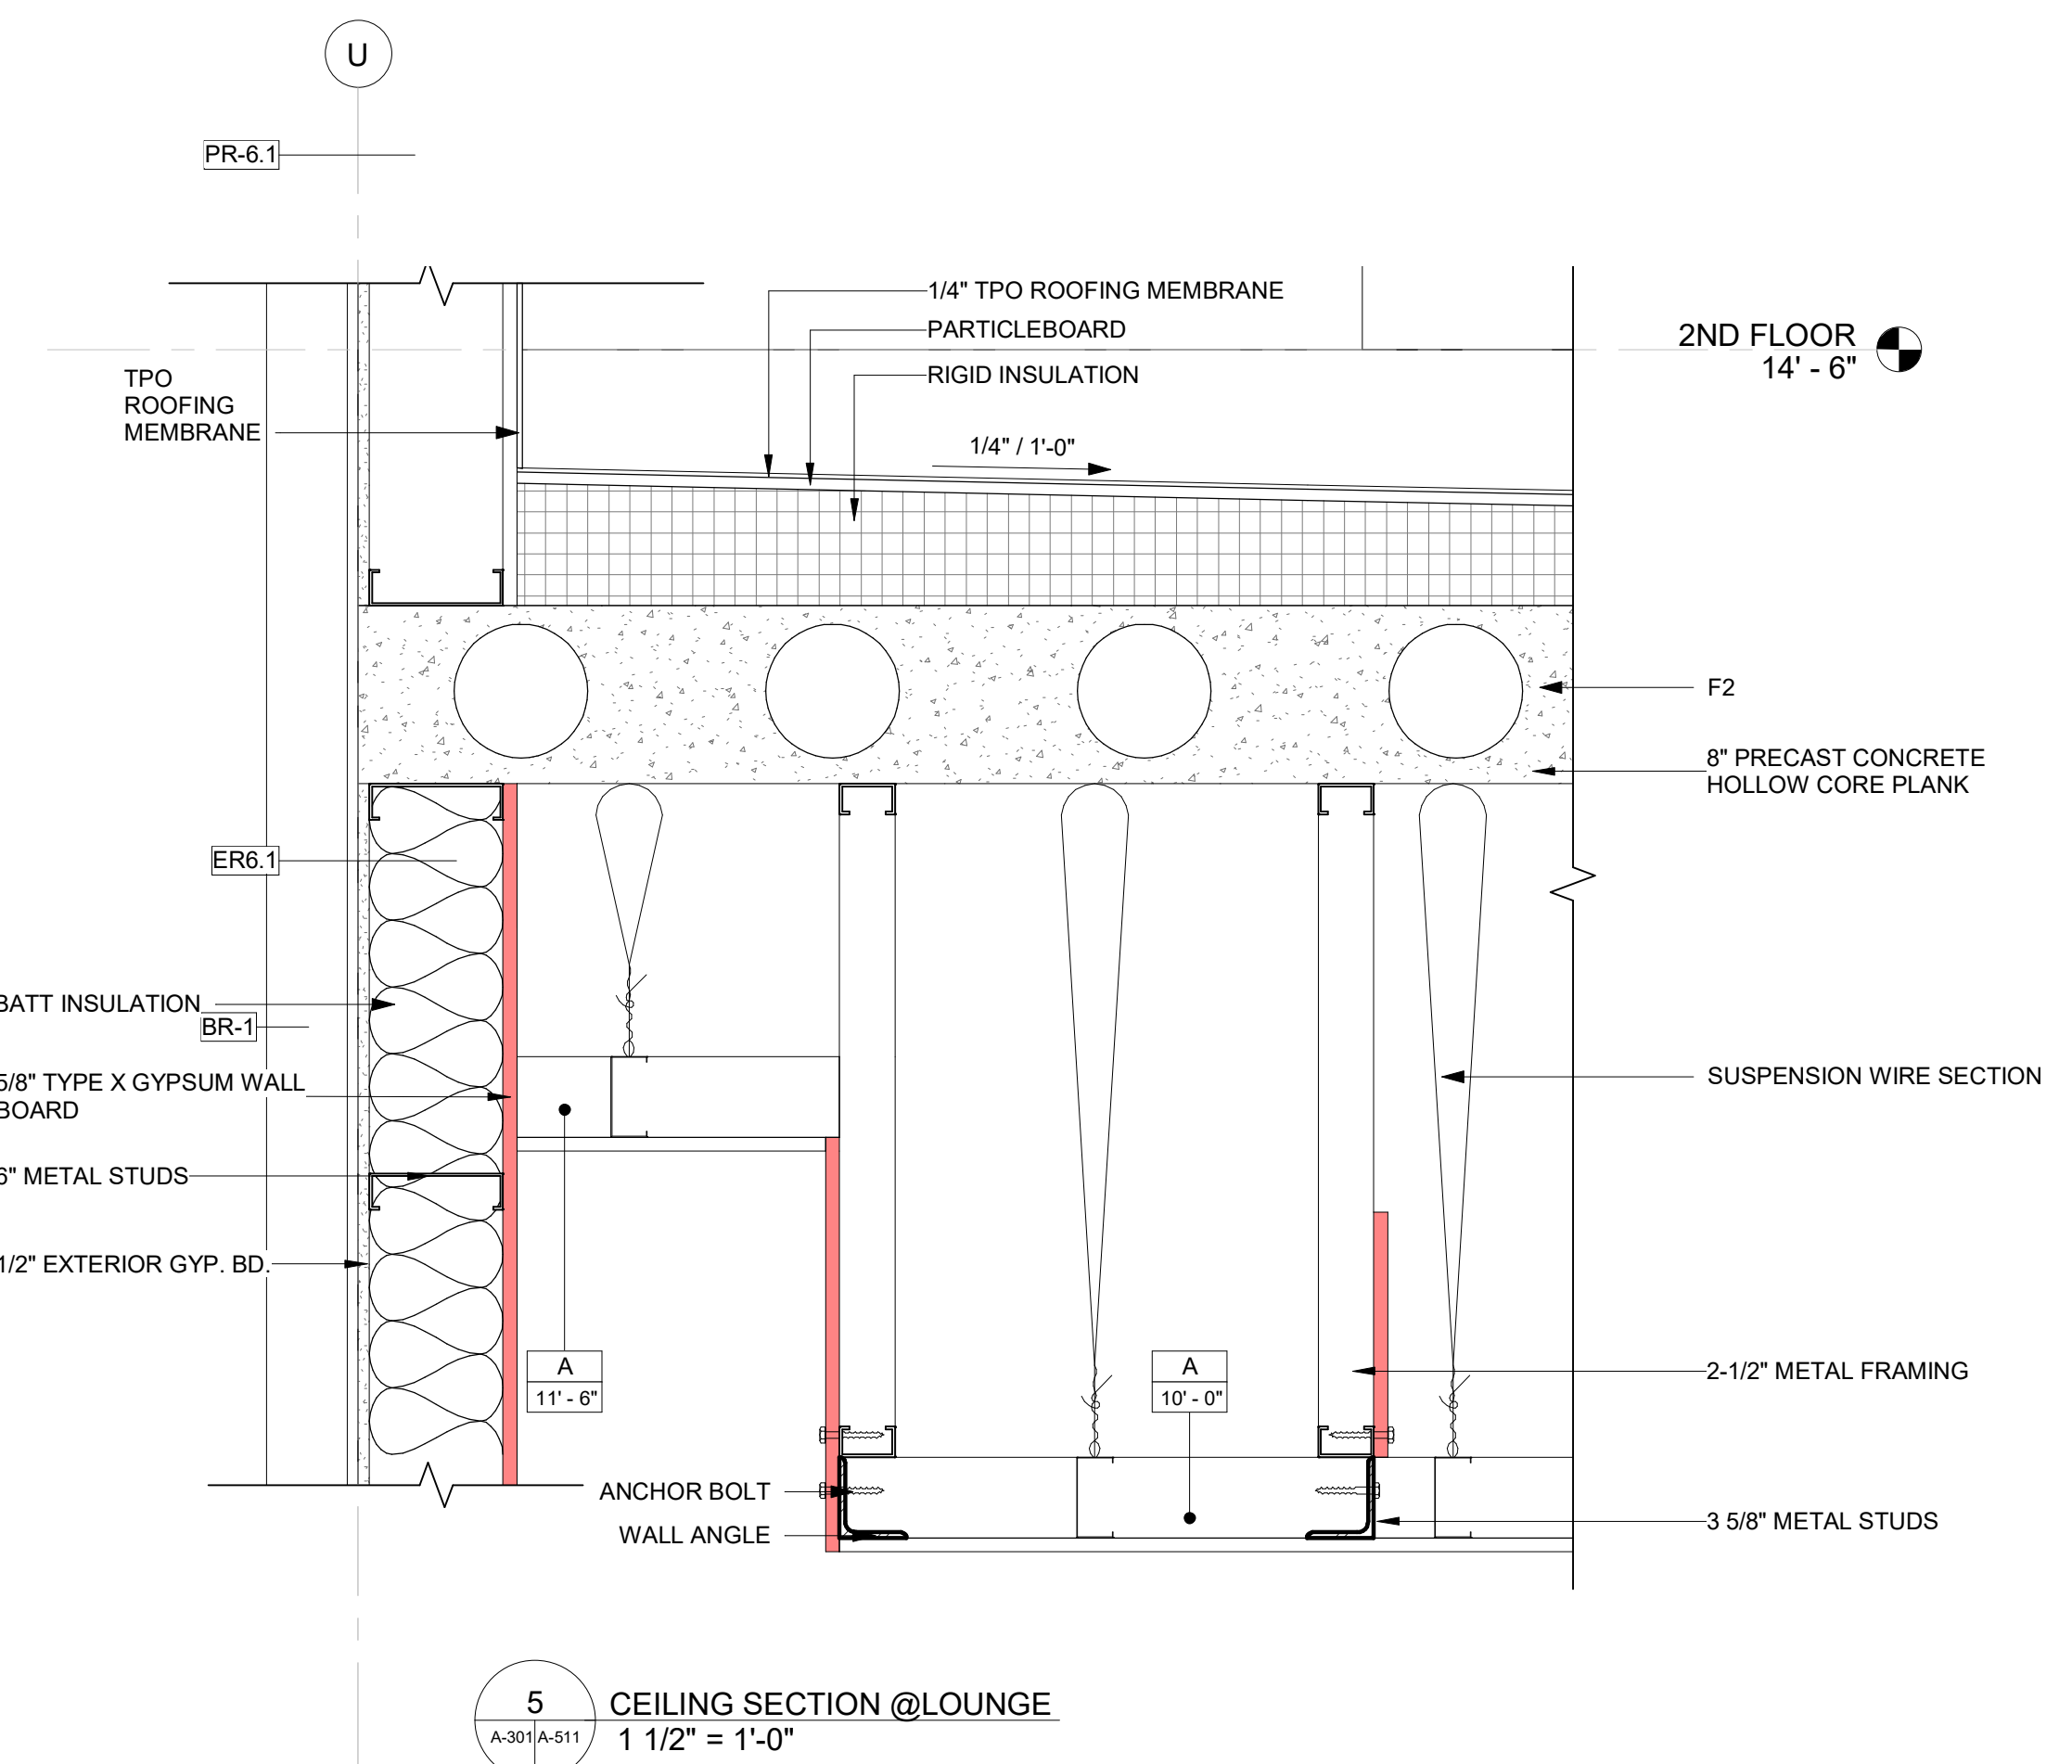 U
PR-6.1
1/4" TPO ROOFING MEMBRANE
PARTICLEBOARD
RIGID INSULATION
2ND FLOOR
14' - 6"
TPO
ROOFING
MEMBRANE
1/4" / 1'-0"
F2
8" PRECAST CONCRETE
HOLLOW CORE PLANK
ER6.1
BATT INSULATION
BR-1
5/8" TYPE X GYPSUM WALL
BOARD
SUSPENSION WIRE SECTION
6" METAL STUDS
1/2" EXTERIOR GYP. BD.
A
11' - 6"
A
10' - 0"
2-1/2" METAL FRAMING
ANCHOR BOLT
WALL ANGLE
3 5/8" METAL STUDS
5
A-301 A-511
CEILING SECTION @LOUNGE
1 1/2" = 1'-0"